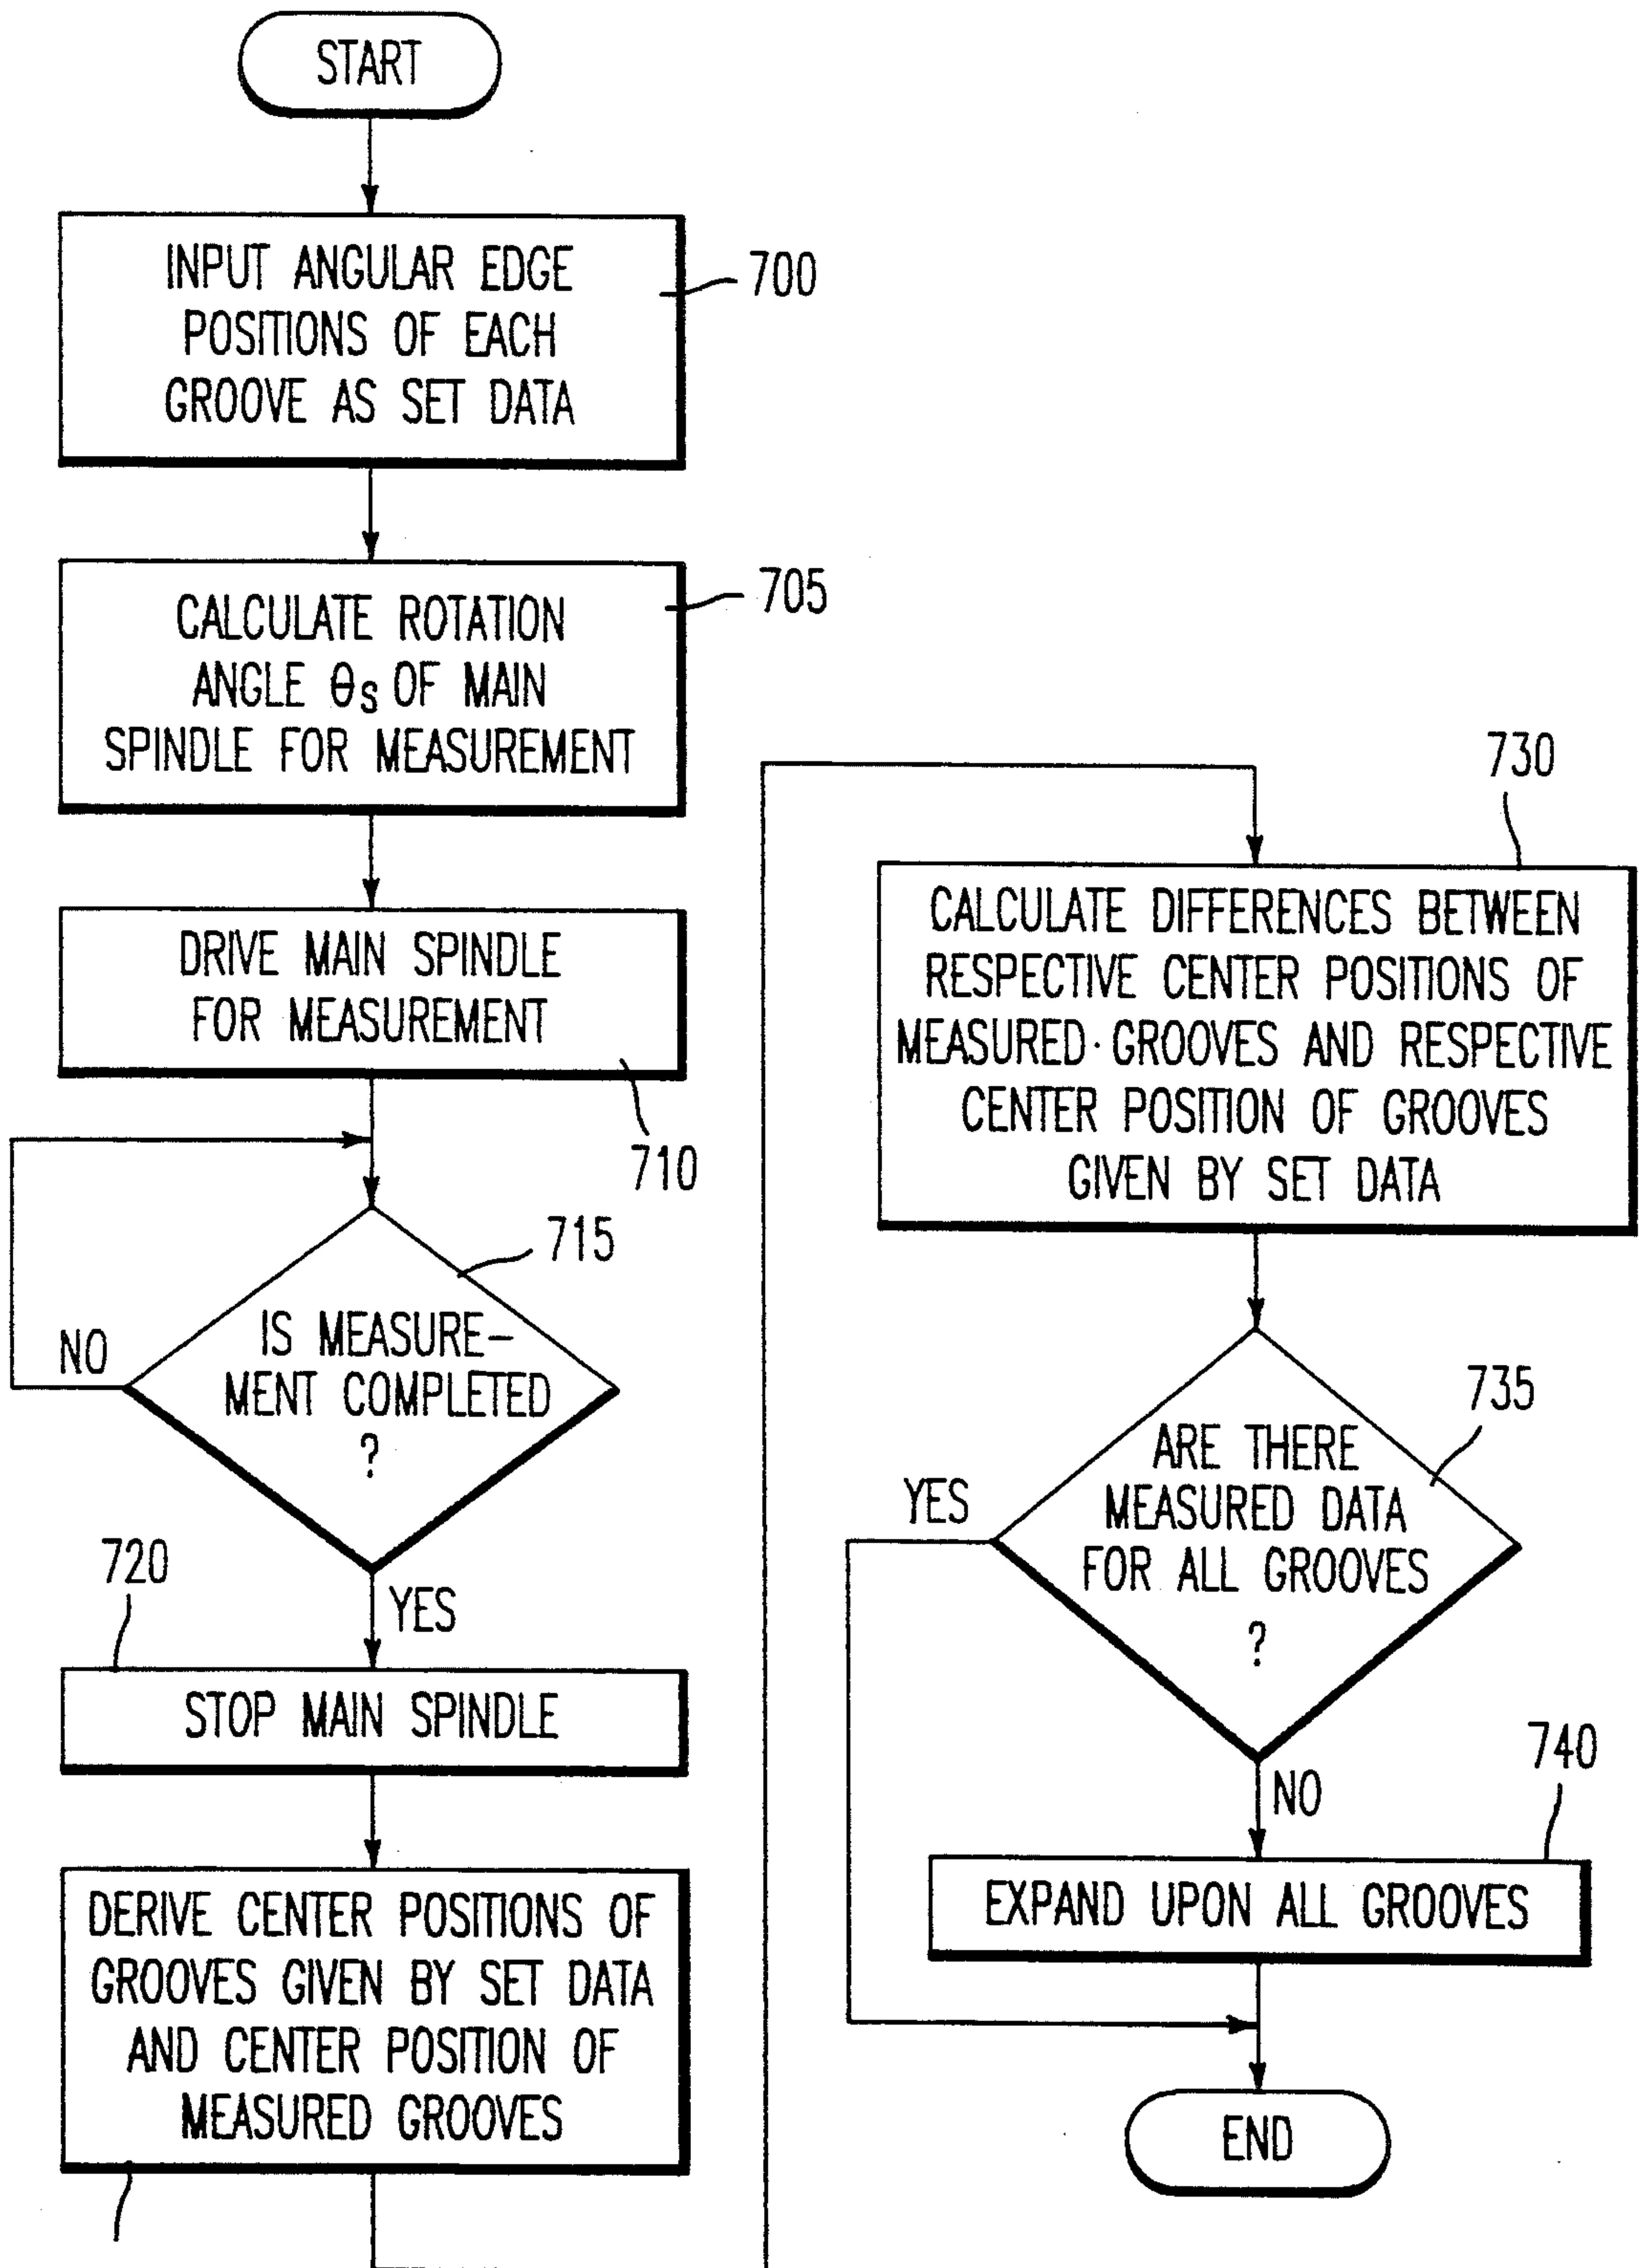 START
INPUT ANGULAR EDGE
POSITIONS OF EACH
GROOVE AS SET DATA
700
CALCULATE ROTATION
ANGLE θS OF MAIN
SPINDLE FOR MEASUREMENT
705
DRIVE MAIN SPINDLE
FOR MEASUREMENT
710
715
IS MEASURE-
MENT COMPLETED
?
NO
YES
720
STOP MAIN SPINDLE
DERIVE CENTER POSITIONS OF
GROOVES GIVEN BY SET DATA
AND CENTER POSITION OF
MEASURED GROOVES
730
CALCULATE DIFFERENCES BETWEEN
RESPECTIVE CENTER POSITIONS OF
MEASURED GROOVES AND RESPECTIVE
CENTER POSITION OF GROOVES
GIVEN BY SET DATA
735
ARE THERE
MEASURED DATA
FOR ALL GROOVES
?
YES
NO
740
EXPAND UPON ALL GROOVES
END